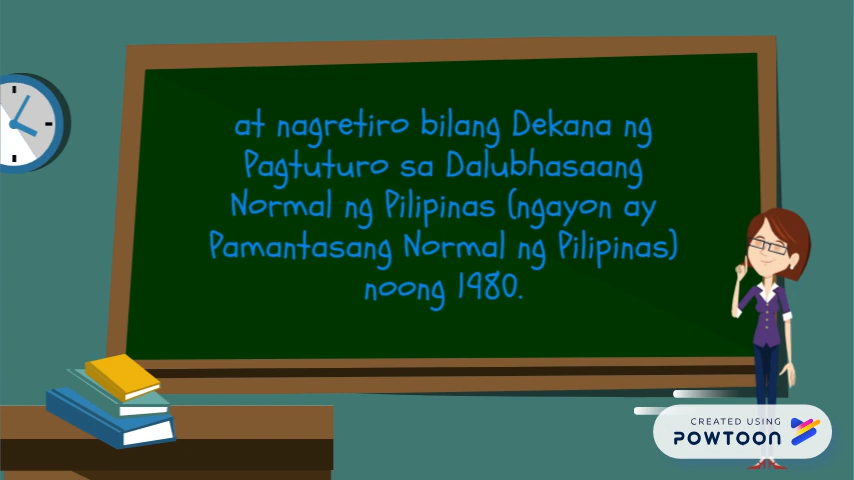 at nagretiro bilang Dekana ng
Pagtuturo sa Dalubhasaang
Normal ng Pilipinas (ngayon ay
Pamantasang Normal ng Pilipinas)
noong 1980.
CREATED USING
POWTOON